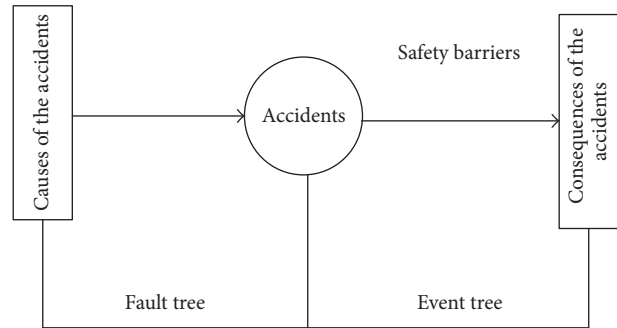 Causes of the accidents
Accidents
Safety barriers
Consequences of the
accidents
Fault tree
Event tree